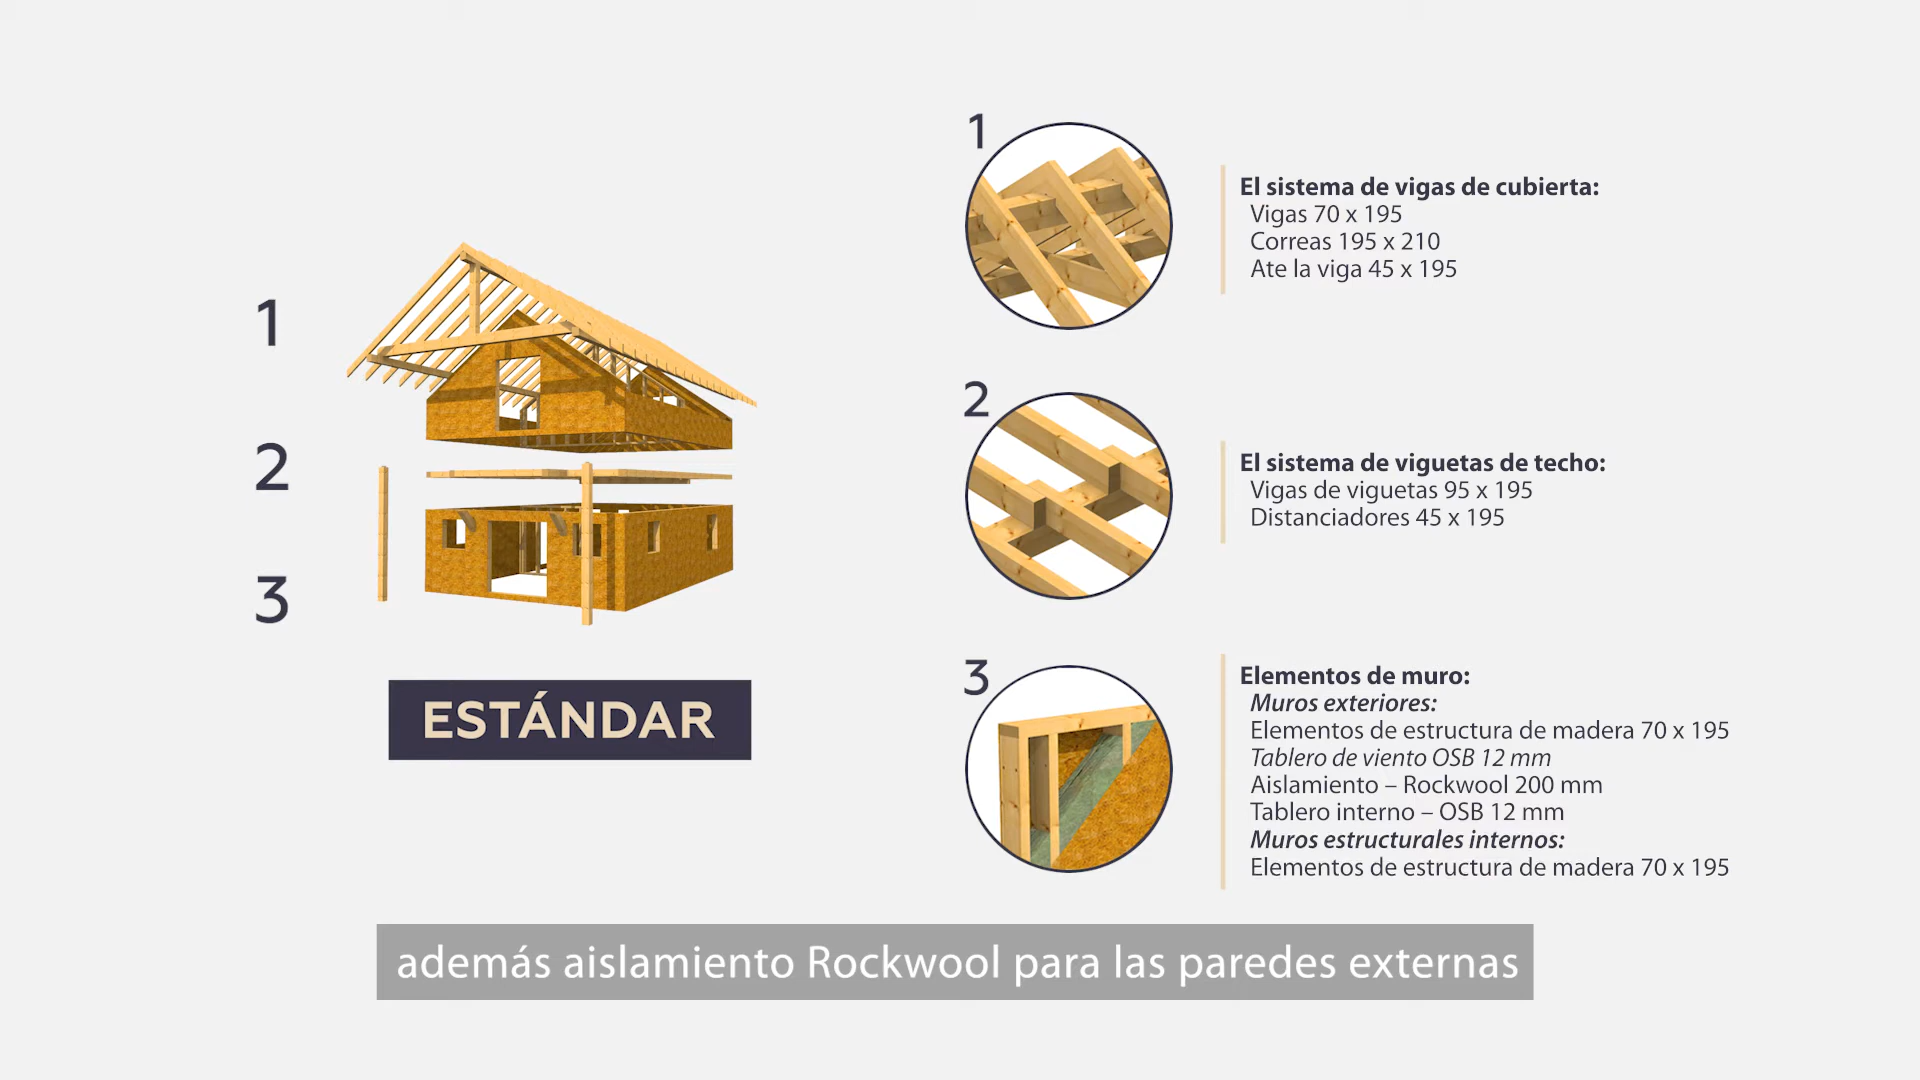 1
2
3
ESTÁNDAR
1
El sistema de vigas de cubierta:
Vigas 70 x 195
Correas 195 x 210
Ate la viga 45 x 195
2
El sistema de viguetas de techo:
Vigas de viguetas 95 x 195
Distanciadores 45 x 195
3
Elementos de muro:
Muros exteriores:
Elementos de estructura de madera 70 x 195
Tablero de viento OSB 12 mm
Aislamiento – Rockwool 200 mm
Tablero interno – OSB 12 mm
Muros estructurales internos:
Elementos de estructura de madera 70 x 195
además aislamiento Rockwool para las paredes externas